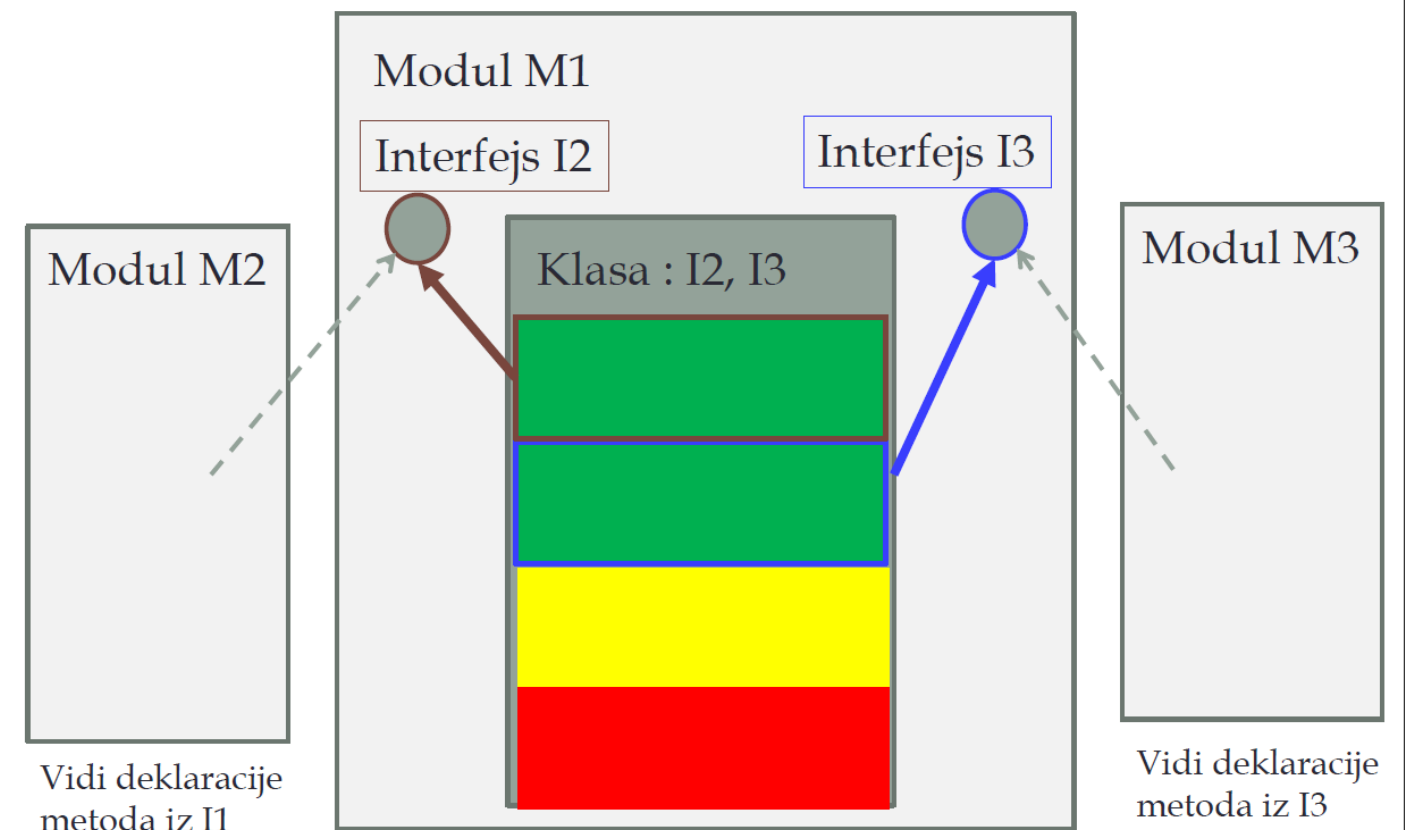 Modul M1
Interfejs I2
Interfejs I3
Modul M2
Klasa : I2, I3
Modul M3
Vidi deklaracije
metoda iz I1
Vidi deklaracije
metoda iz I3